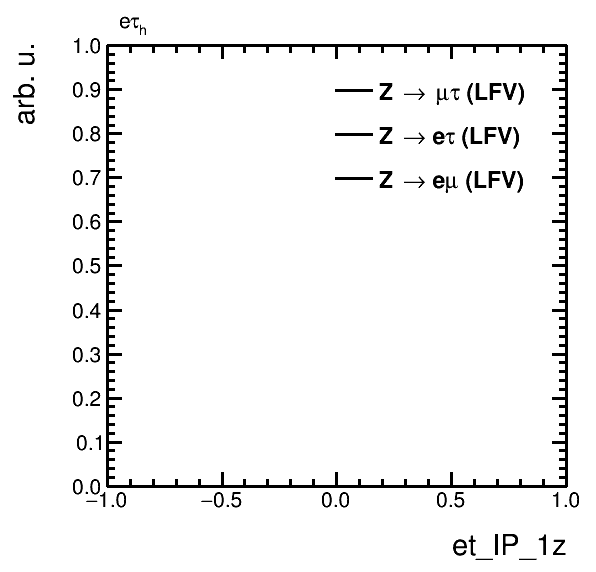 eτh
arb. u.
1.0
0.9
0.8
0.7
0.6
0.5
0.4
0.3
0.2
0.1
0.0
Z → μτ (LFV)
Z → eτ (LFV)
Z → eμ (LFV)
−1.0 −0.5 0.0 0.5 1.0
et_IP_1z